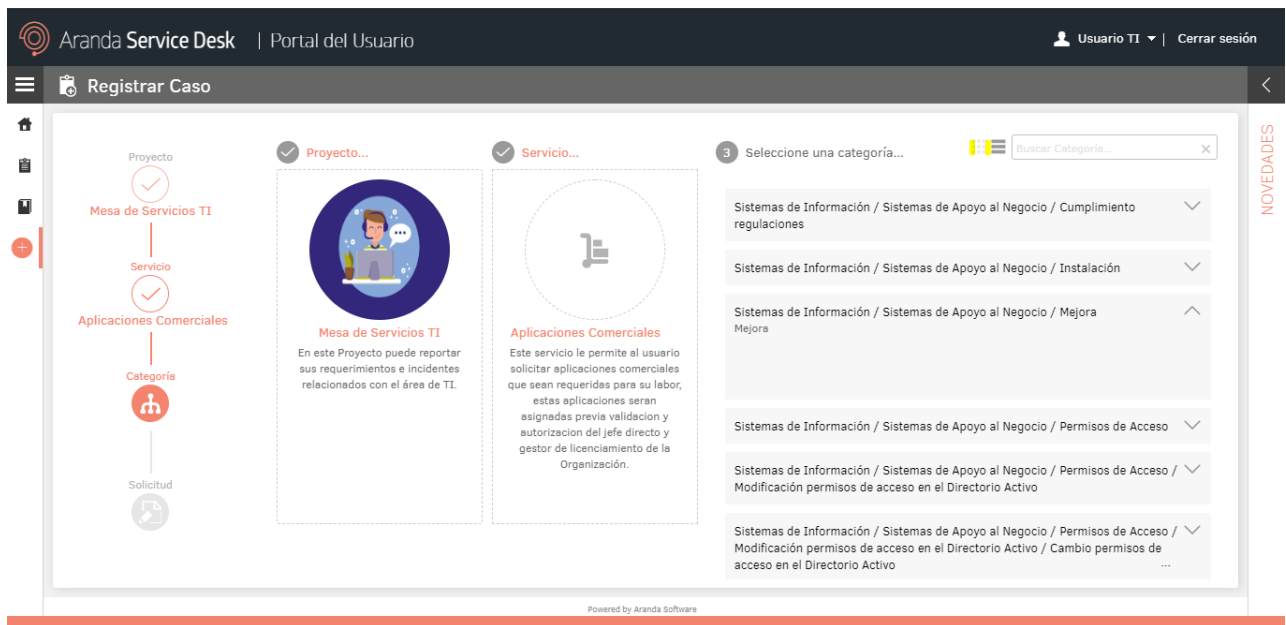 Aranda Service Desk | Portal del Usuario
Usuario TI | Cerrar sesión
Registrar Caso
NOVEDADES
Proyecto
Mesa de Servicios TI
Servicio
Aplicaciones Comerciales
Categoría
Solicitud
Proyecto...
Mesa de Servicios TI
En este Proyecto puede reportar
sus requerimientos e incidentes
relacionados con el área de TI.
Servicio...
Aplicaciones Comerciales
Este servicio le permite al usuario
solicitar aplicaciones comerciales
que sean requeridas para su labor,
estas aplicaciones seran
asignadas previa validacion y
autorizacion del jefe directo y
gestor de licenciamiento de la
Organización.
3 Seleccione una categoría...
Buscar Categoría...
Sistemas de Información / Sistemas de Apoyo al Negocio / Cumplimiento
regulaciones
Sistemas de Información / Sistemas de Apoyo al Negocio / Instalación
Sistemas de Información / Sistemas de Apoyo al Negocio / Mejora
Mejora
Sistemas de Información / Sistemas de Apoyo al Negocio / Permisos de Acceso
Sistemas de Información / Sistemas de Apoyo al Negocio / Permisos de Acceso /
Modificación permisos de acceso en el Directorio Activo
Sistemas de Información / Sistemas de Apoyo al Negocio / Permisos de Acceso /
Modificación permisos de acceso en el Directorio Activo / Cambio permisos de
acceso en el Directorio Activo ...
Powered by Aranda Software